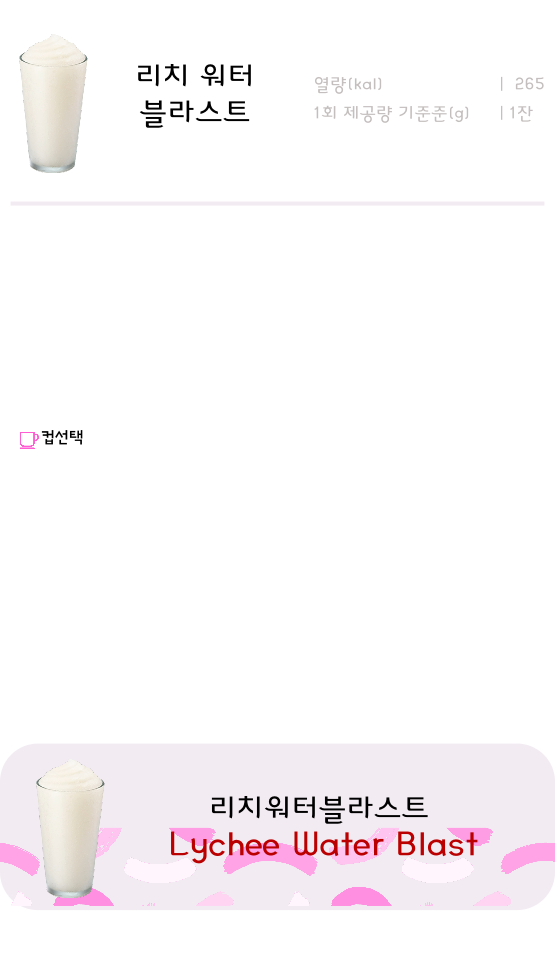 리치 워터
블라스트
열량(kal) | 265
1회 제공량 기준준(g) | 1잔
컵선택
리치워터블라스트
Lychee Water Blast